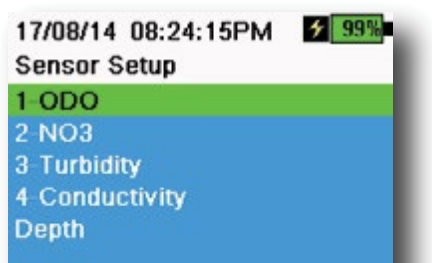 17/08/14 08:24:15PM 99%
Sensor Setup
1-ODO
2-NO3
3-Turbidity
4-Conductivity
Depth